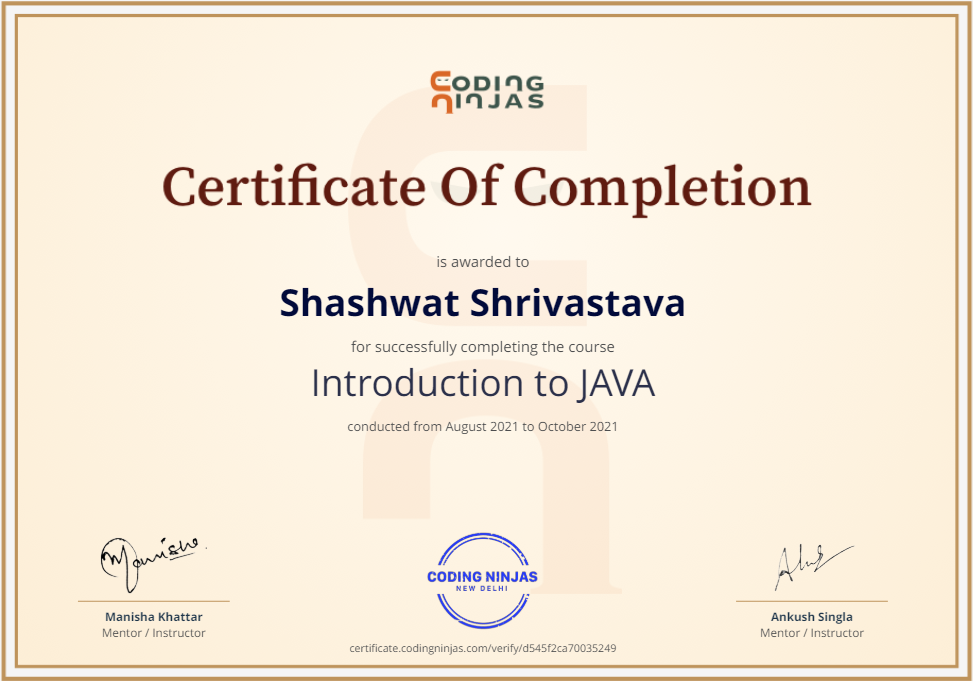 CODING
NINJAS
Certificate Of Completion
is awarded to
Shashwat Shrivastava
for successfully completing the course
Introduction to JAVA
conducted from August 2021 to October 2021
Manisha
CODING NINJAS
NEW DELHI
Manisha Khattar
Mentor / Instructor
Ankush Singla
Mentor / Instructor
certificate.codingninjas.com/verify/d545f2ca70035249